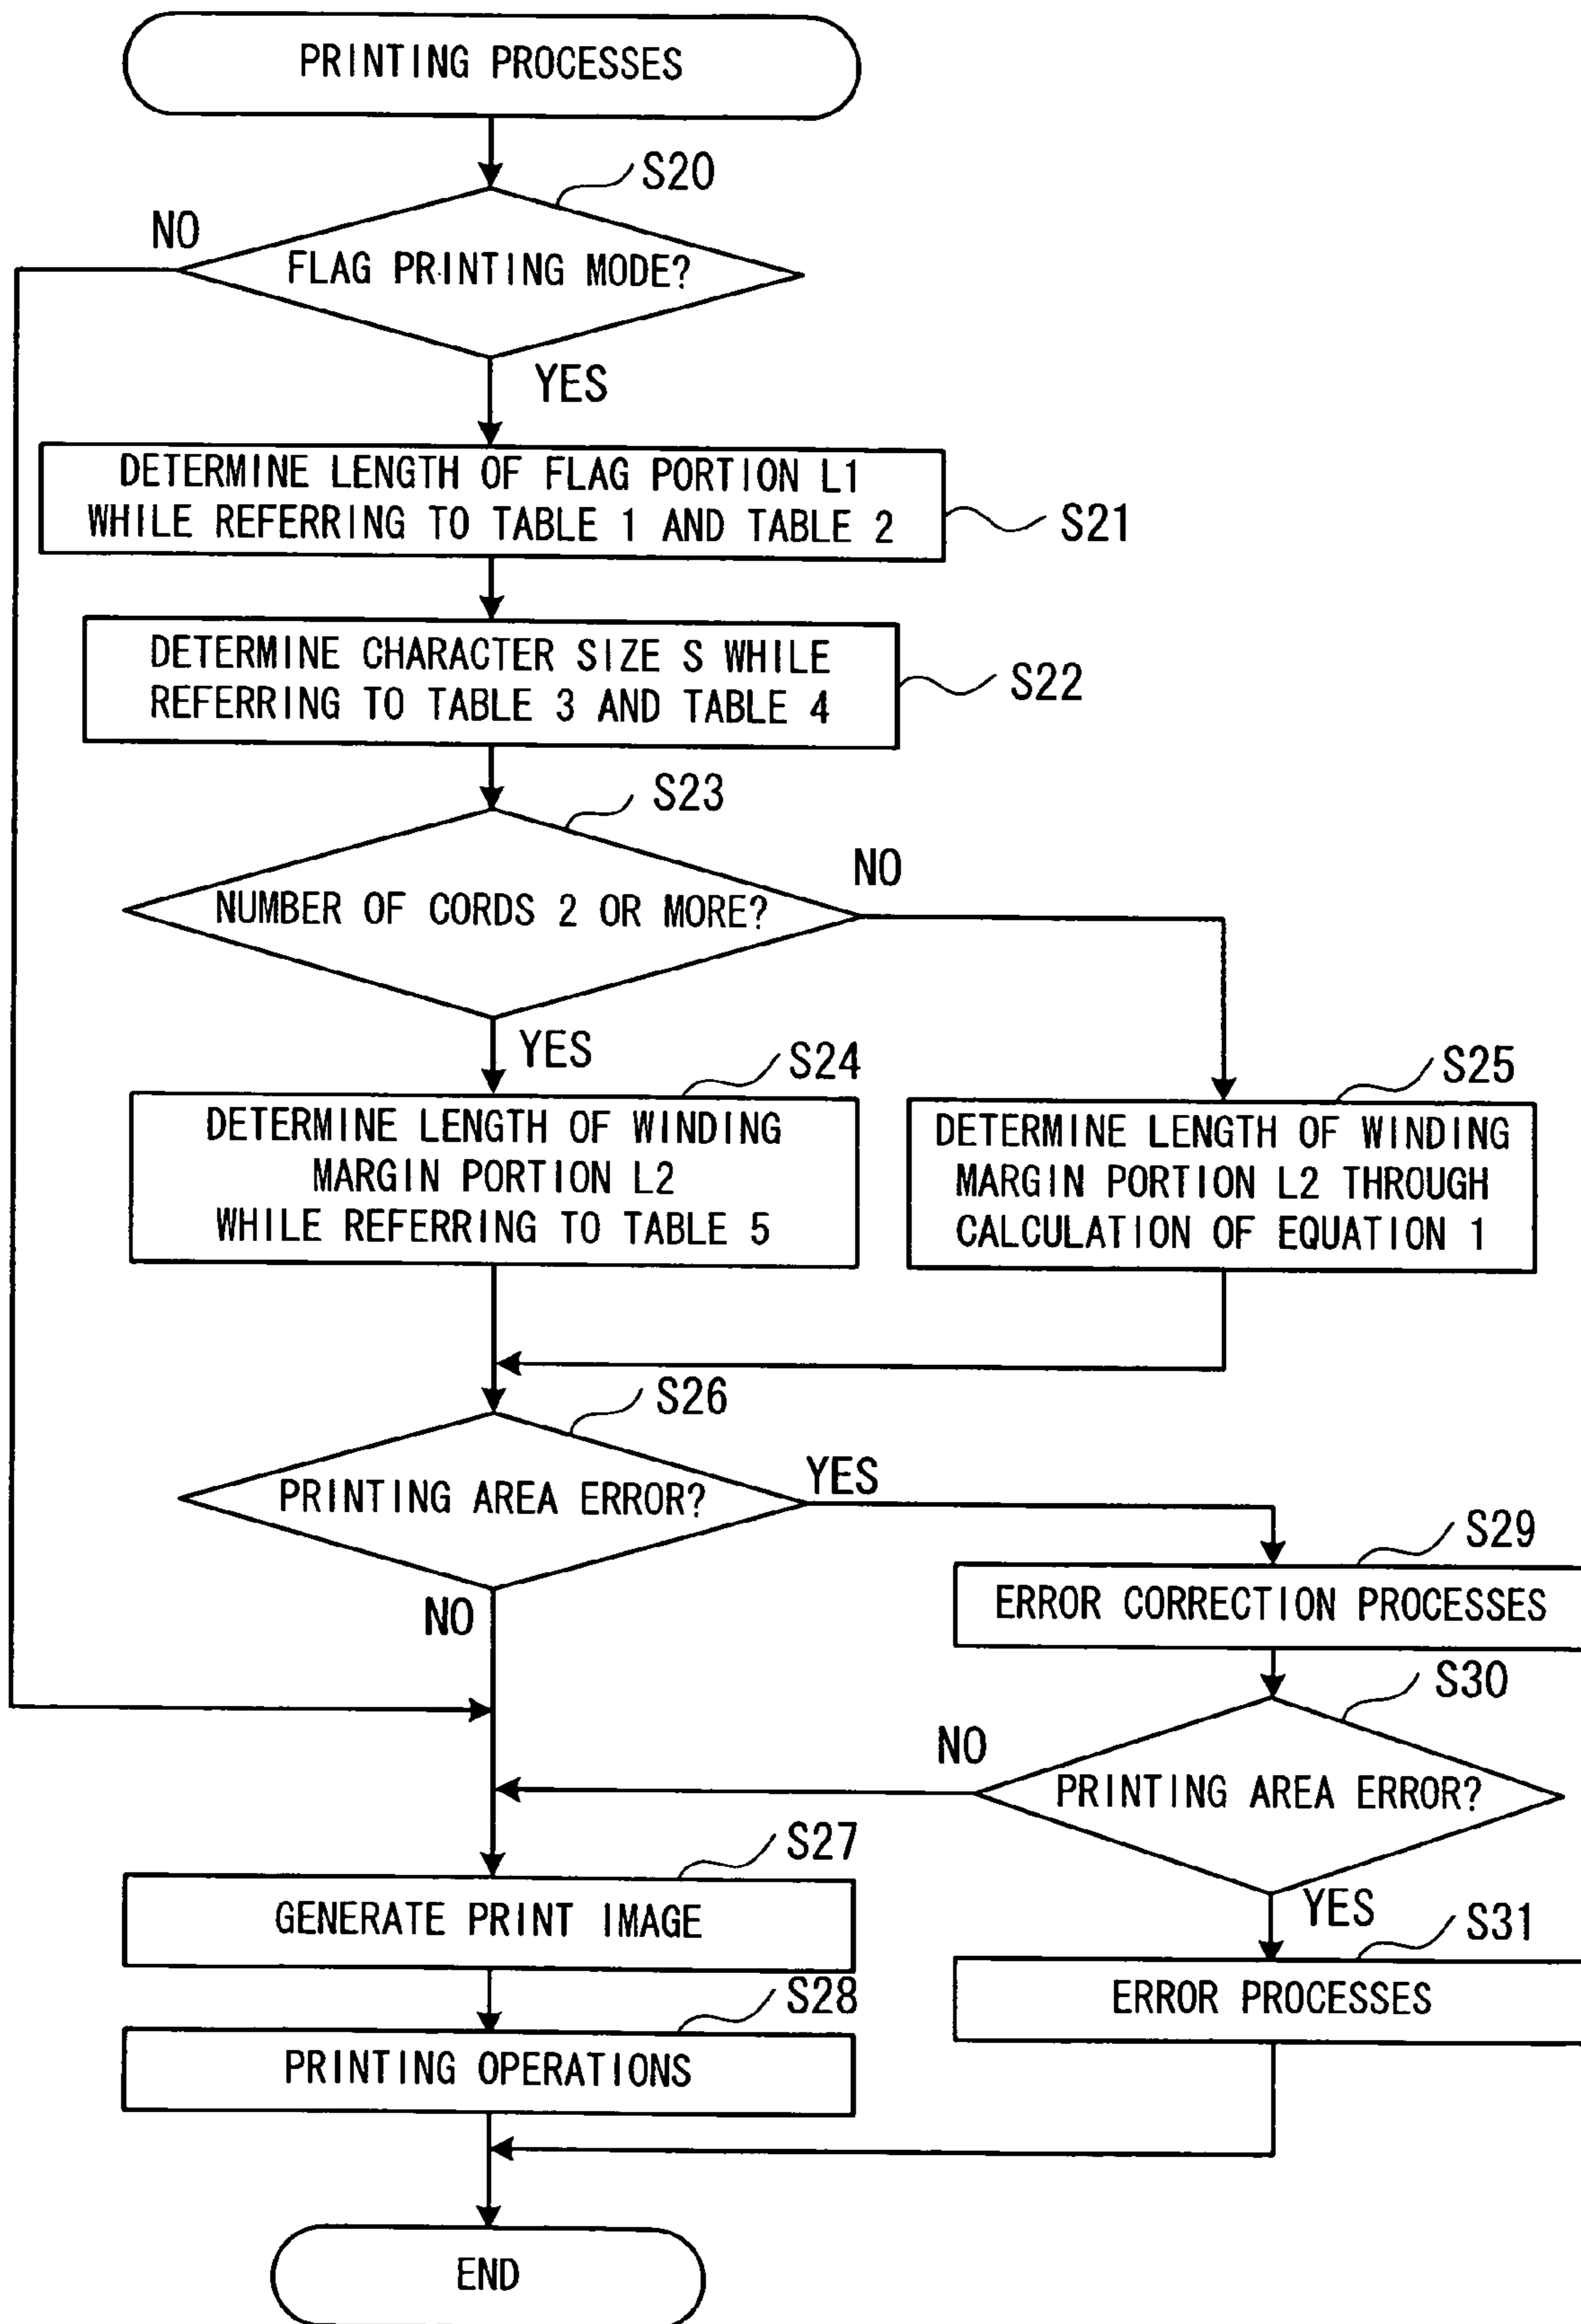 PRINTING PROCESSES
S20
NO
FLAG PRINTING MODE?
YES
DETERMINE LENGTH OF FLAG PORTION L1
WHILE REFERRING TO TABLE 1 AND TABLE 2
S21
DETERMINE CHARACTER SIZE S WHILE
REFERRING TO TABLE 3 AND TABLE 4
S22
S23
NO
NUMBER OF CORDS 2 OR MORE?
YES
S24
DETERMINE LENGTH OF WINDING
MARGIN PORTION L2
WHILE REFERRING TO TABLE 5
S25
DETERMINE LENGTH OF WINDING
MARGIN PORTION L2 THROUGH
CALCULATION OF EQUATION 1
S26
PRINTING AREA ERROR?
YES
NO
S29
ERROR CORRECTION PROCESSES
S30
NO
PRINTING AREA ERROR?
YES
S27
GENERATE PRINT IMAGE
S31
ERROR PROCESSES
S28
PRINTING OPERATIONS
END